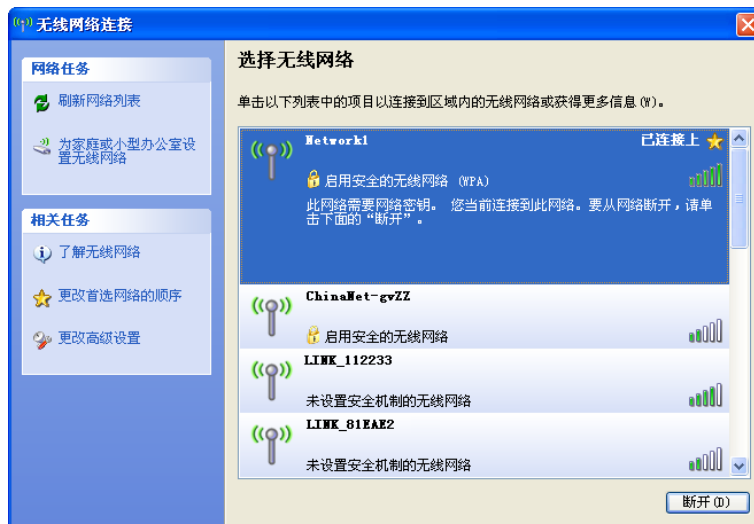 无线网络连接
网络任务
刷新网络列表
为家庭或小型办公室设
置无线网络
相关任务
了解无线网络
更改首选网络的顺序
更改高级设置
选择无线网络
单击以下列表中的项目以连接到区域内的无线网络或获得更多信息(W)。
Network1 已连接上
启用安全的无线网络 (WPA)
此网络需要网络密钥。 您当前连接到此网络。要从网络断开，请单
击下面的“断开”。
ChinaNet-gvZZ
启用安全的无线网络
LINK_112233
未设置安全机制的无线网络
LINK_81EAE2
未设置安全机制的无线网络
断开(D)